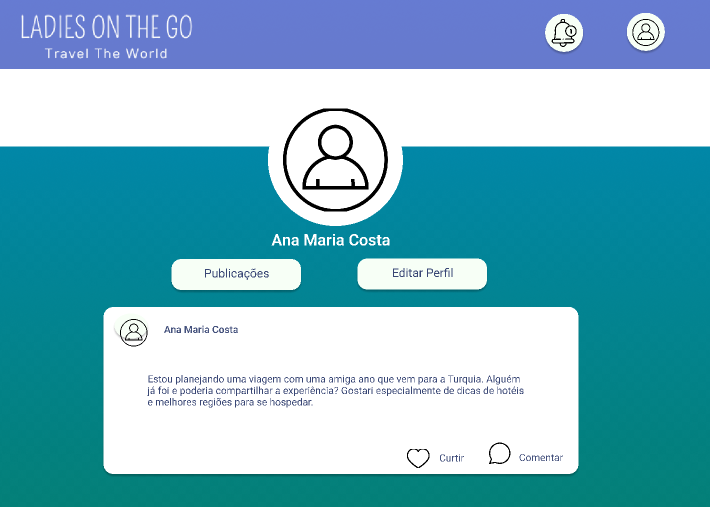 LADIES ON THE GO
1
Travel The World
Ana Maria Costa
Publicações
Editar Perfil
Ana Maria Costa
Estou planejando uma viagem com uma amiga ano que vem para a Turquia. Alguém
já foi e poderia compartilhar a experiência? Gostari especialmente de dicas de hotéis
e melhores regiões para se hospedar.
Curtir
Comentar